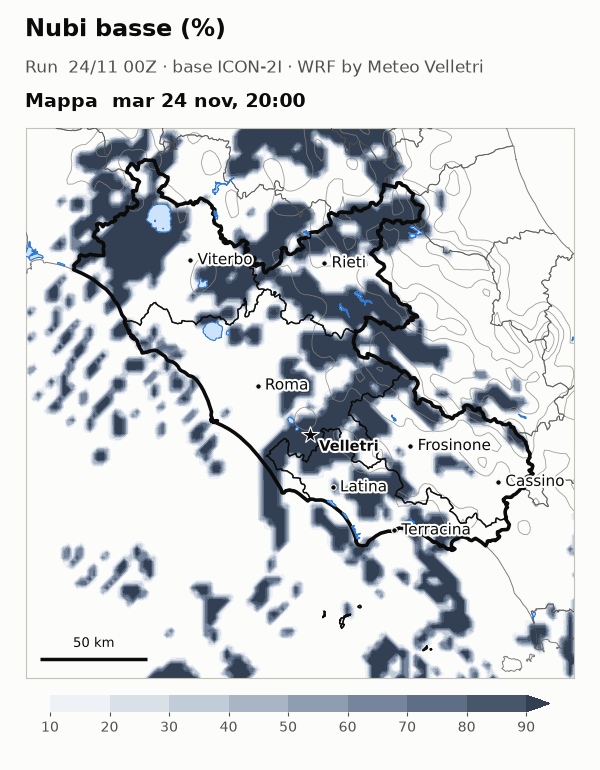 Nubi basse (%)
Run 24/11 00Z · base ICON-2I · WRF by Meteo Velletri
Mappa mar 24 nov, 20:00
Viterbo
Rieti
Roma
Velletri
Frosinone
Cassino
Latina
Terracina
50 km
10 20 30 40 50 60 70 80 90